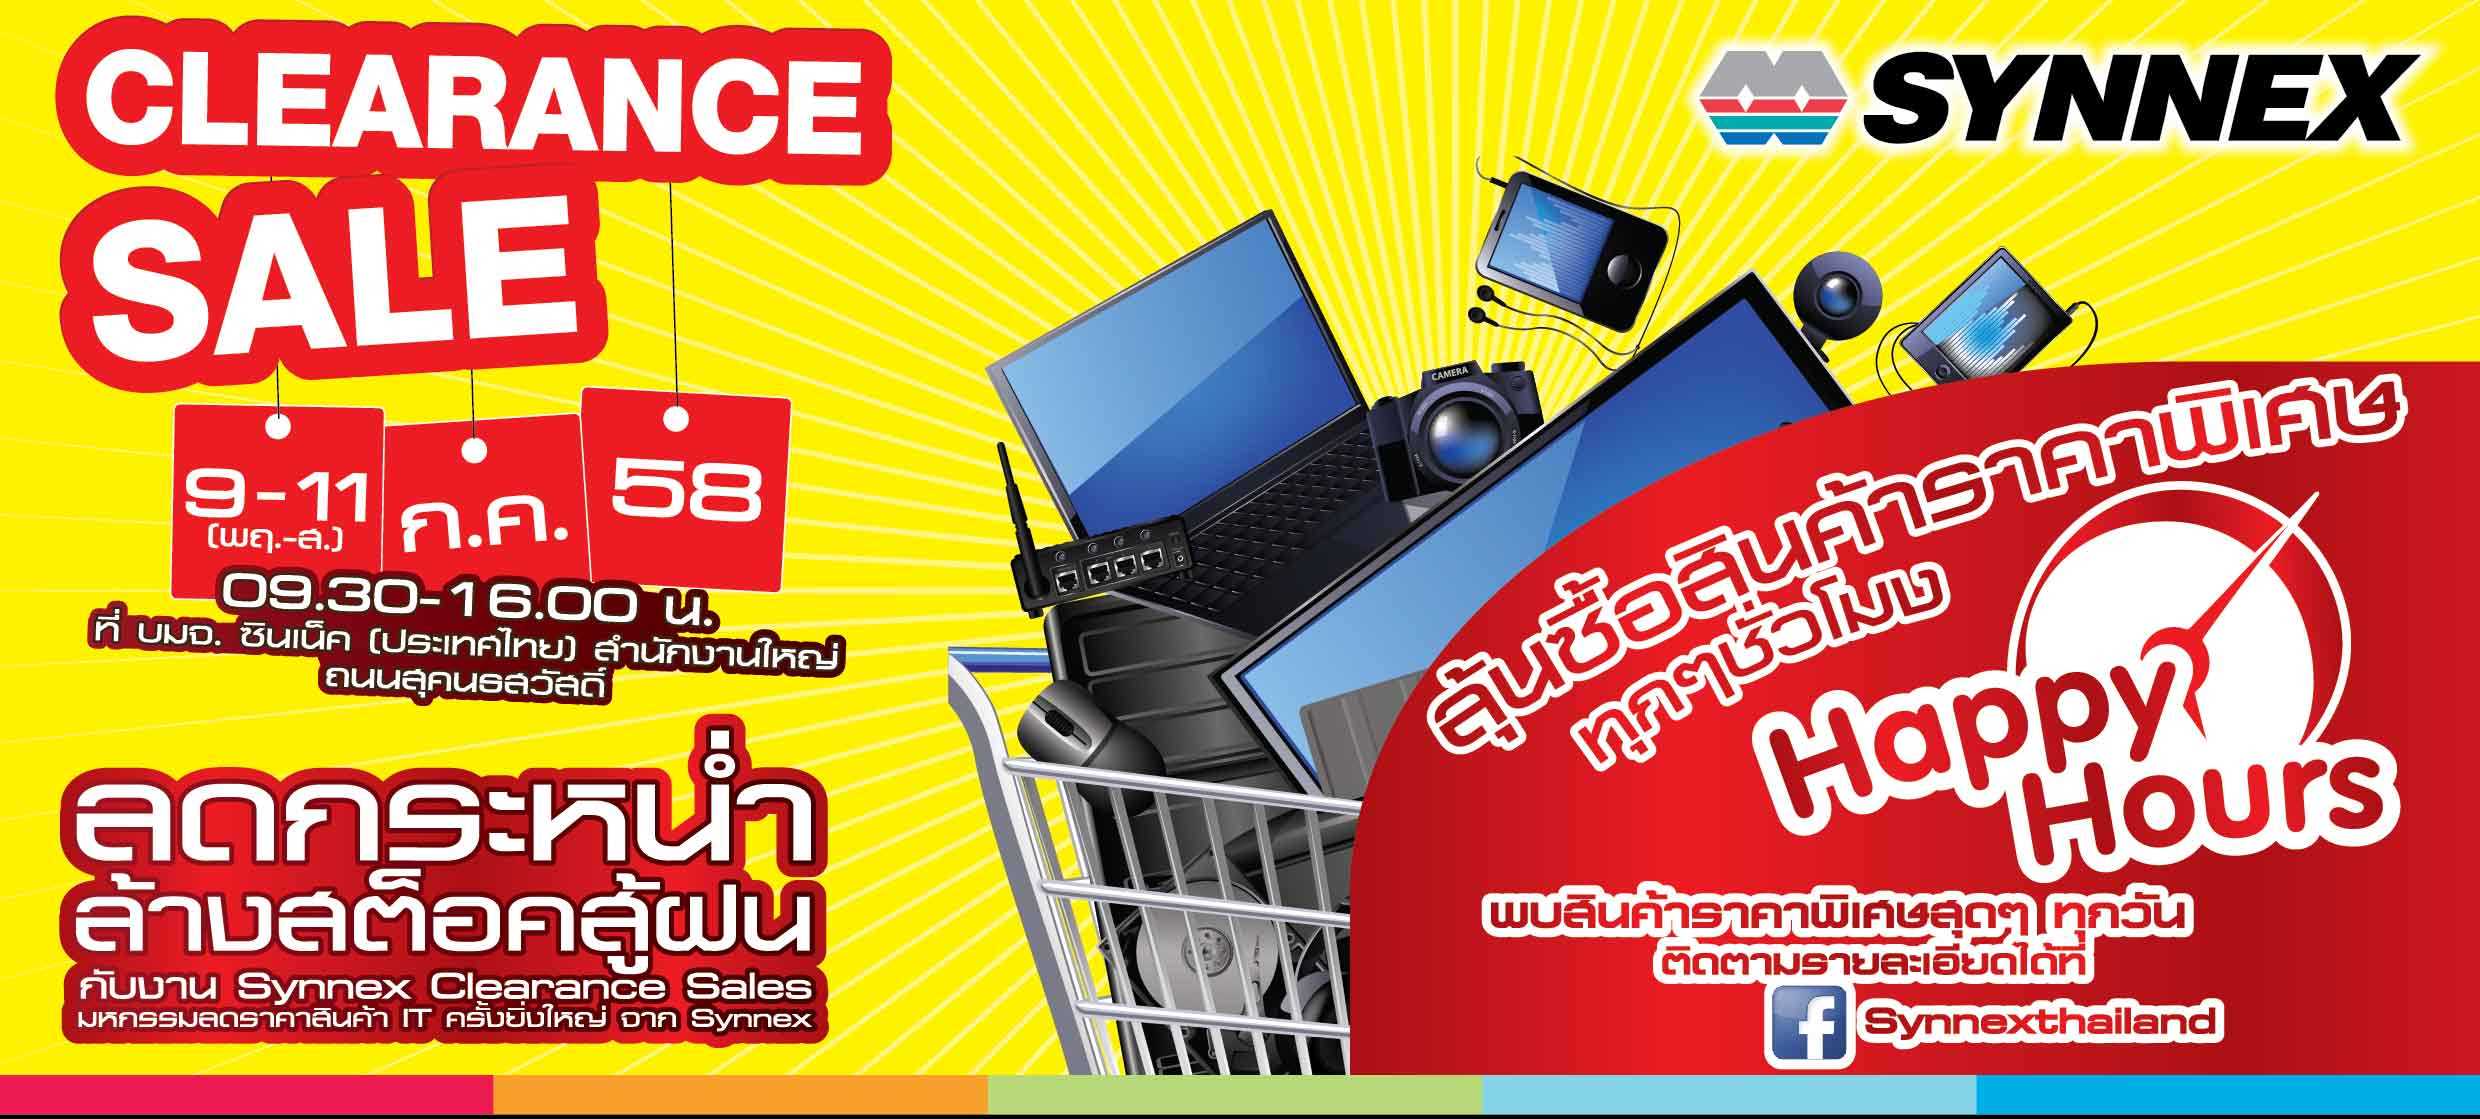 CLEARANCE
SALE
9-11
(พฤ.-ส.)
ก.ค.
58
09.30-16.00 น.
ที่ บมจ. ซินเน็ค (ประเทศไทย) สำนักงานใหญ่
ถนนสุคนธสวัสดิ์
ลดกระหน่ำ
ล้างสต็อคสู้ฝน
กับงาน Synnex Clearance Sales
มหกรรมลดราคาสินค้า IT ครั้งยิ่งใหญ่ จาก Synnex
SYNNEX
CAMERA
ลุ้นซื้อสินค้าราคาพิเศษ
ทุกๆชั่วโมง
Happy
Hours
พบสินค้าราคาพิเศษสุดๆ ทุกวัน
ติดตามรายละเอียดได้ที่
f Synnexthailand